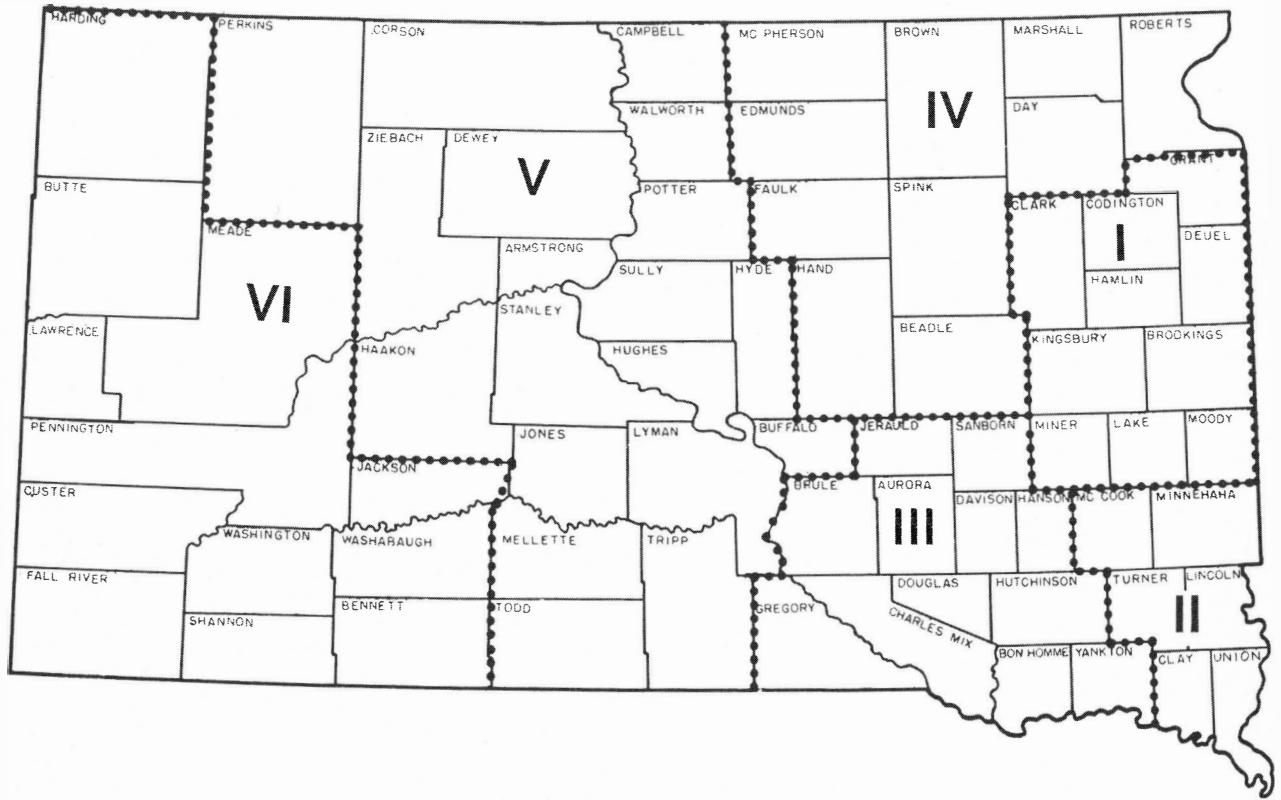 HARDING
PERKINS
CORSON
CAMPBELL
MC PHERSON
BROWN
MARSHALL
ROBERTS
WALWORTH
EDMUNDS
IV
DAY
ZIEBACH
DEWEY
V
GRANT
BUTTE
POTTER
FAULK
SPINK
CLARK
CODINGTON
MEADE
I
DEUEL
ARMSTRONG
SULLY
HYDE
HAND
HAMLIN
VI
STANLEY
LAWRENCE
BEADLE
KINGSBURY
BROOKINGS
HAAKON
HUGHES
PENNINGTON
JONES
LYMAN
BUFFALO
JERAULD
SANBORN
MINER
LAKE
MOODY
JACKSON
CUSTER
BRULE
AURORA
DAVISON
HANSON
MC COOK
MINNEHAHA
III
WASHINGTON
WASHABAUGH
MELLETTE
TRIPP
FALL RIVER
DOUGLAS
HUTCHINSON
TURNER
LINCOLN
BENNETT
TODD
GREGORY
CHARLES MIX
II
SHANNON
BON HOMME
YANKTON
CLAY
UNION